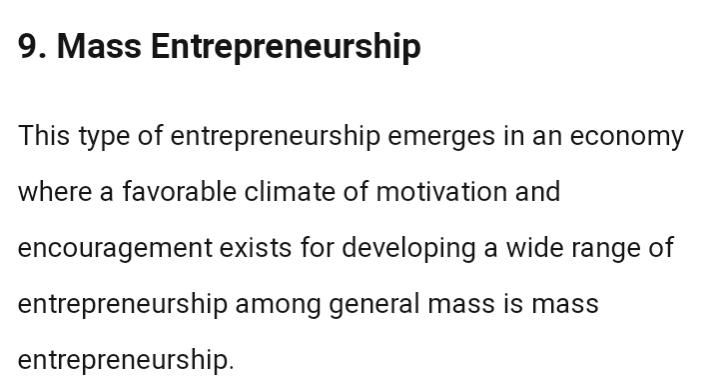 9. Mass Entrepreneurship
This type of entrepreneurship emerges in an economy
where a favorable climate of motivation and
encouragement exists for developing a wide range of
entrepreneurship among general mass is mass
entrepreneurship.